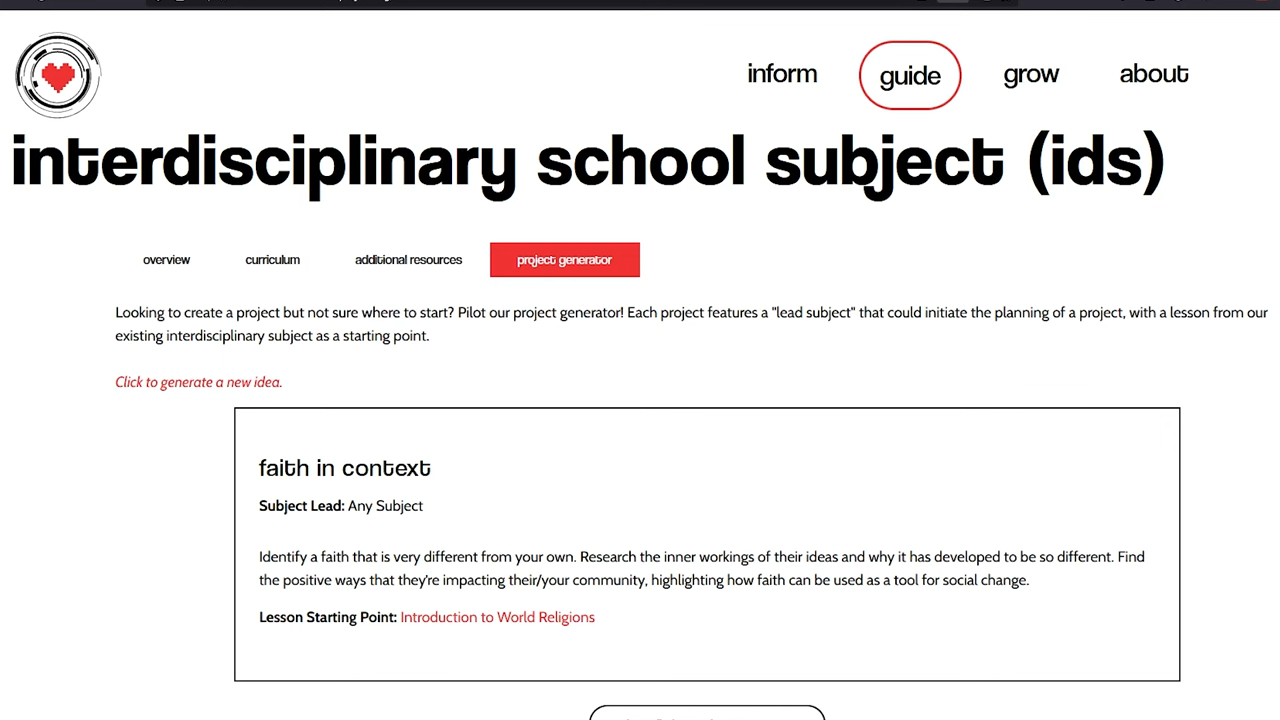 inform guide grow about
interdisciplinary school subject (ids)
overview curriculum additional resources project generator
Looking to create a project but not sure where to start? Pilot our project generator! Each project features a "lead subject" that could initiate the planning of a project, with a lesson from our
existing interdisciplinary subject as a starting point.
Click to generate a new idea.
faith in context
Subject Lead: Any Subject
Identify a faith that is very different from your own. Research the inner workings of their ideas and why it has developed to be so different. Find
the positive ways that they're impacting their/your community, highlighting how faith can be used as a tool for social change.
Lesson Starting Point: Introduction to World Religions